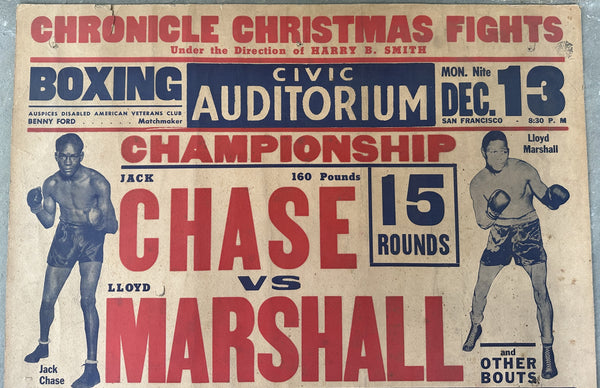 CHRONICLE CHRISTMAS FIGHTS
Under the Direction of HARRY B. SMITH
BOXING
AUSPICES DISABLED AMERICAN VETERANS CLUB
BENNY FORD . . . . . . Matchmaker
CIVIC
AUDITORIUM
MON. Nite
DEC. 13
SAN FRANCISCO - 8:30 P. M
CHAMPIONSHIP
JACK
160 Pounds
CHASE
15
ROUNDS
VS
LLOYD
MARSHALL
Lloyd
Marshall
Jack
Chase
and
OTHER
BOUTS